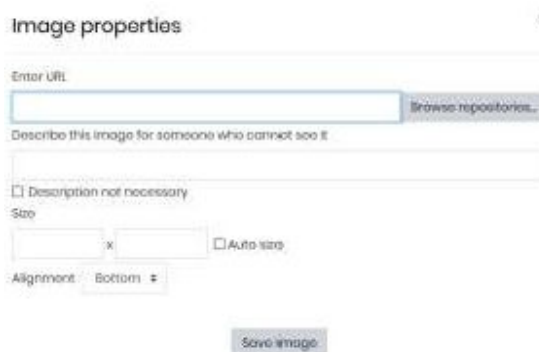 Image properties
Enter URL
Browse repositories...
Describe this image for someone who cannot see it
Description not necessary
Size
x
Auto size
Alignment Bottom
Save image